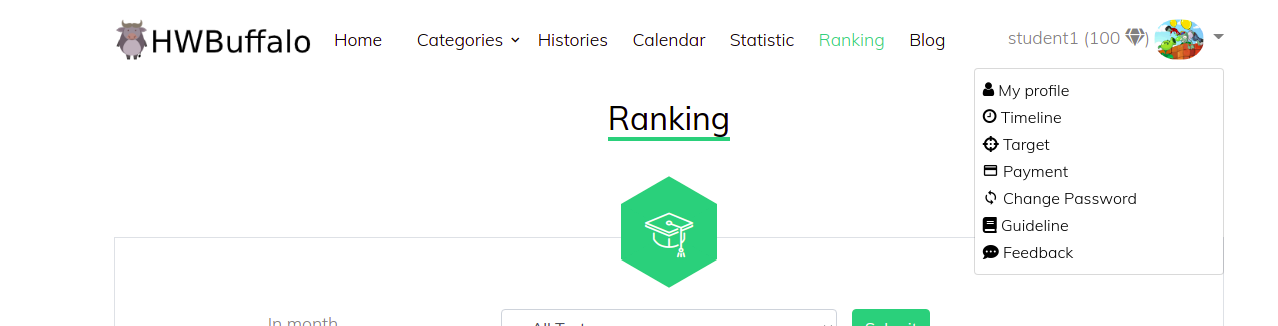 HWBuffalo Home Categories Histories Calendar Statistic Ranking Blog student1 (100 )
My profile
Timeline
Target
Payment
Change Password
Guideline
Feedback
Ranking
In month